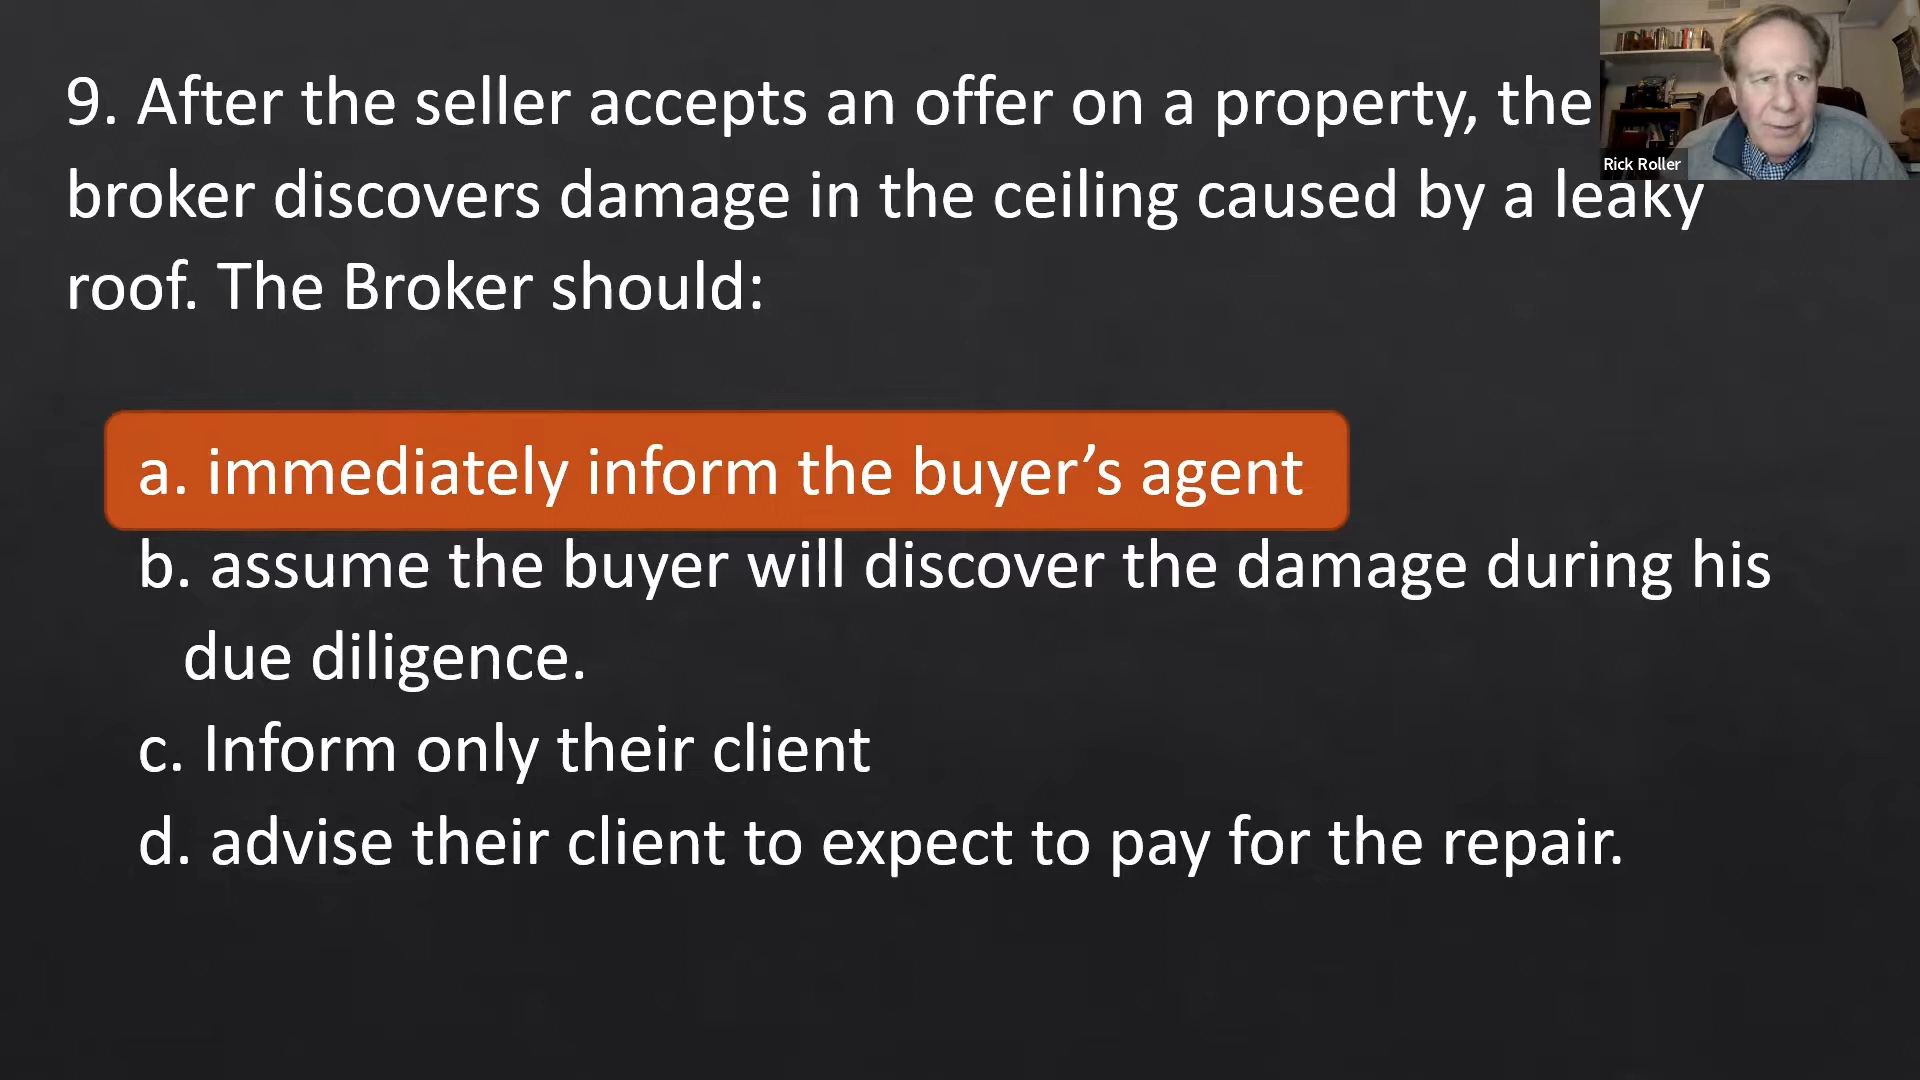 9. After the seller accepts an offer on a property, the
Rick Roller
broker discovers damage in the ceiling caused by a leaky
roof. The Broker should:
a. immediately inform the buyer’s agent
b. assume the buyer will discover the damage during his
due diligence.
c. Inform only their client
d. advise their client to expect to pay for the repair.